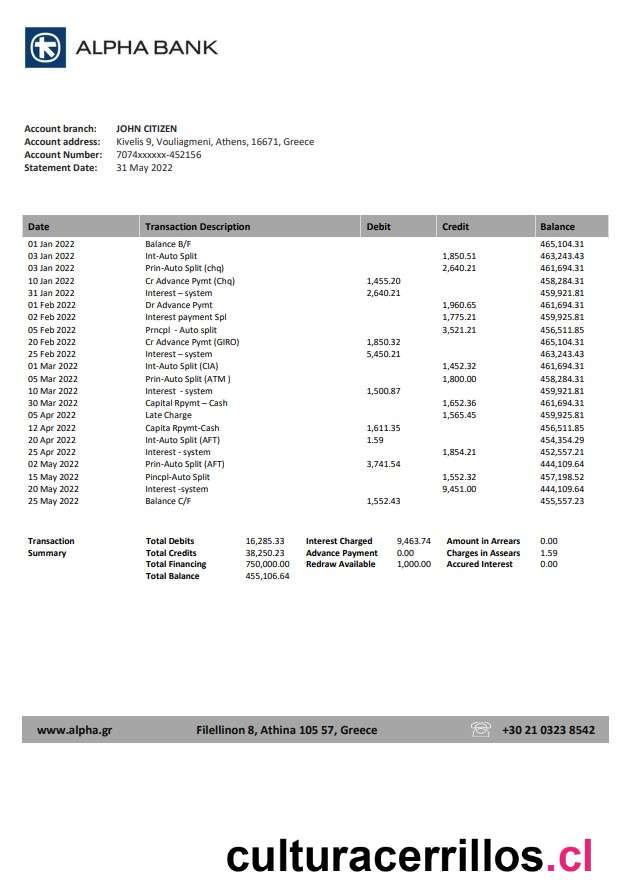 ALPHA BANK
Account branch: JOHN CITIZEN
Account address: Kivelis 9, Vouliagmeni, Athens, 16671, Greece
Account Number: 7074xxxxxx-452156
Statement Date: 31 May 2022
Date Transaction Description Debit Credit Balance
01 Jan 2022 Balance B/F 465,104.31
03 Jan 2022 Int-Auto Split 1,850.51 463,243.43
03 Jan 2022 Prin-Auto Split (chq) 2,640.21 461,694.31
10 Jan 2022 Cr Advance Pymt (Chq) 1,455.20 458,284.31
31 Jan 2022 Interest – system 2,640.21 459,921.81
01 Feb 2022 Dr Advance Pymt 1,960.65 461,694.31
02 Feb 2022 Interest payment Spl 1,775.21 459,925.81
05 Feb 2022 Prncpl - Auto split 3,521.21 456,511.85
20 Feb 2022 Cr Advance Pymt (GIRO) 1,850.32 465,104.31
25 Feb 2022 Interest – system 5,450.21 463,243.43
01 Mar 2022 Int-Auto Split (CIA) 1,452.32 461,694.31
05 Mar 2022 Prin-Auto Split (ATM ) 1,800.00 458,284.31
10 Mar 2022 Interest - system 1,500.87 459,921.81
30 Mar 2022 Capital Rpymt – Cash 1,652.36 461,694.31
05 Apr 2022 Late Charge 1,565.45 459,925.81
12 Apr 2022 Capita Rpymt-Cash 1,611.35 456,511.85
20 Apr 2022 Int-Auto Split (AFT) 1.59 454,354.29
25 Apr 2022 Interest - system 1,854.21 452,557.21
02 May 2022 Prin-Auto Split (AFT) 3,741.54 444,109.64
15 May 2022 Pincpl-Auto Split 1,552.32 457,198.52
20 May 2022 Interest -system 9,451.00 444,109.64
25 May 2022 Balance C/F 1,552.43 455,557.23
Transaction Total Debits 16,285.33 Interest Charged 9,463.74 Amount in Arrears 0.00
Summary Total Credits 38,250.23 Advance Payment 0.00 Charges in Assears 1.59
Total Financing 750,000.00 Redraw Available 1,000.00 Accured Interest 0.00
Total Balance 455,106.64
www.alpha.gr Filellinon 8, Athina 105 57, Greece +30 21 0323 8542
culturacerrillos.cl